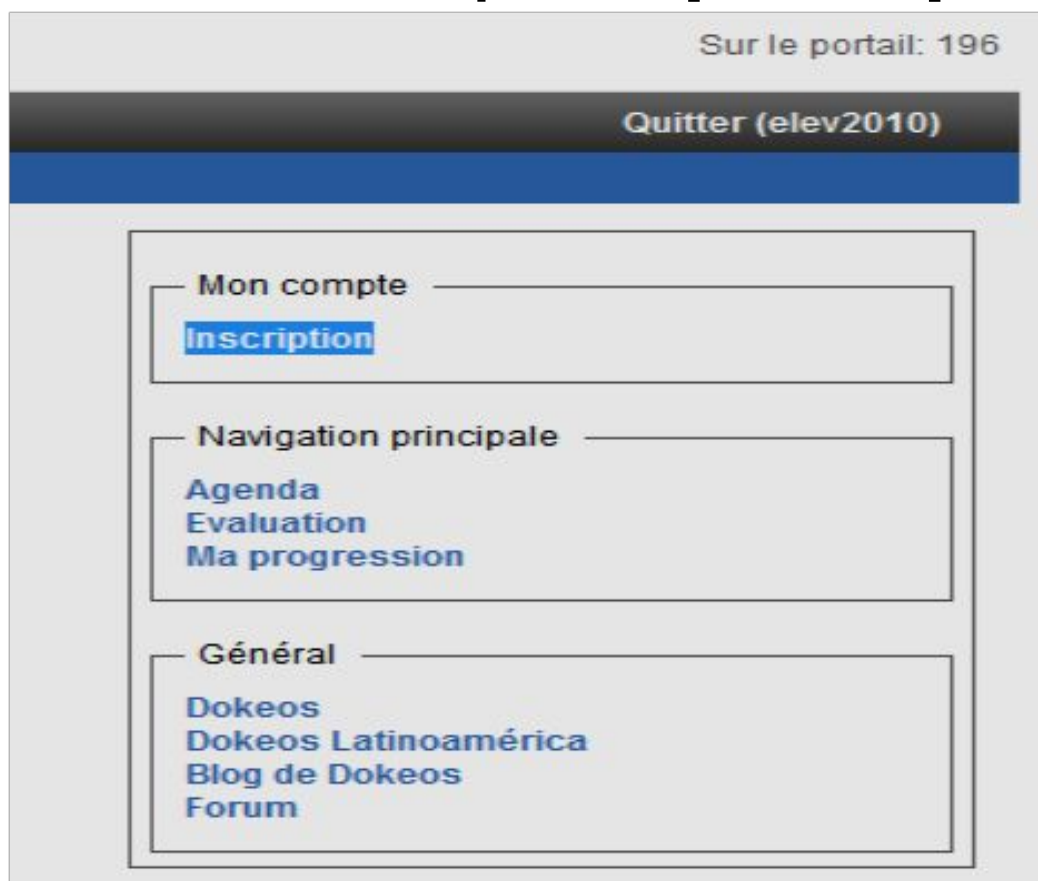 Sur le portail: 196
Quitter (elev2010)
Mon compte
Inscription
Navigation principale
Agenda
Evaluation
Ma progression
Général
Dokeos
Dokeos Latinoamérica
Blog de Dokeos
Forum